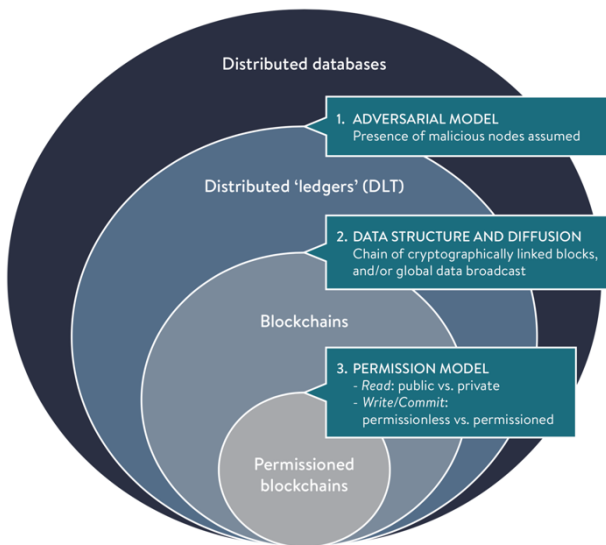 Distributed databases
1. ADVERSARIAL MODEL
Presence of malicious nodes assumed
Distributed ‘ledgers’ (DLT)
2. DATA STRUCTURE AND DIFFUSION
Chain of cryptographically linked blocks,
and/or global data broadcast
Blockchains
3. PERMISSION MODEL
- Read: public vs. private
- Write/Commit:
permissionless vs. permissioned
Permissioned
blockchains